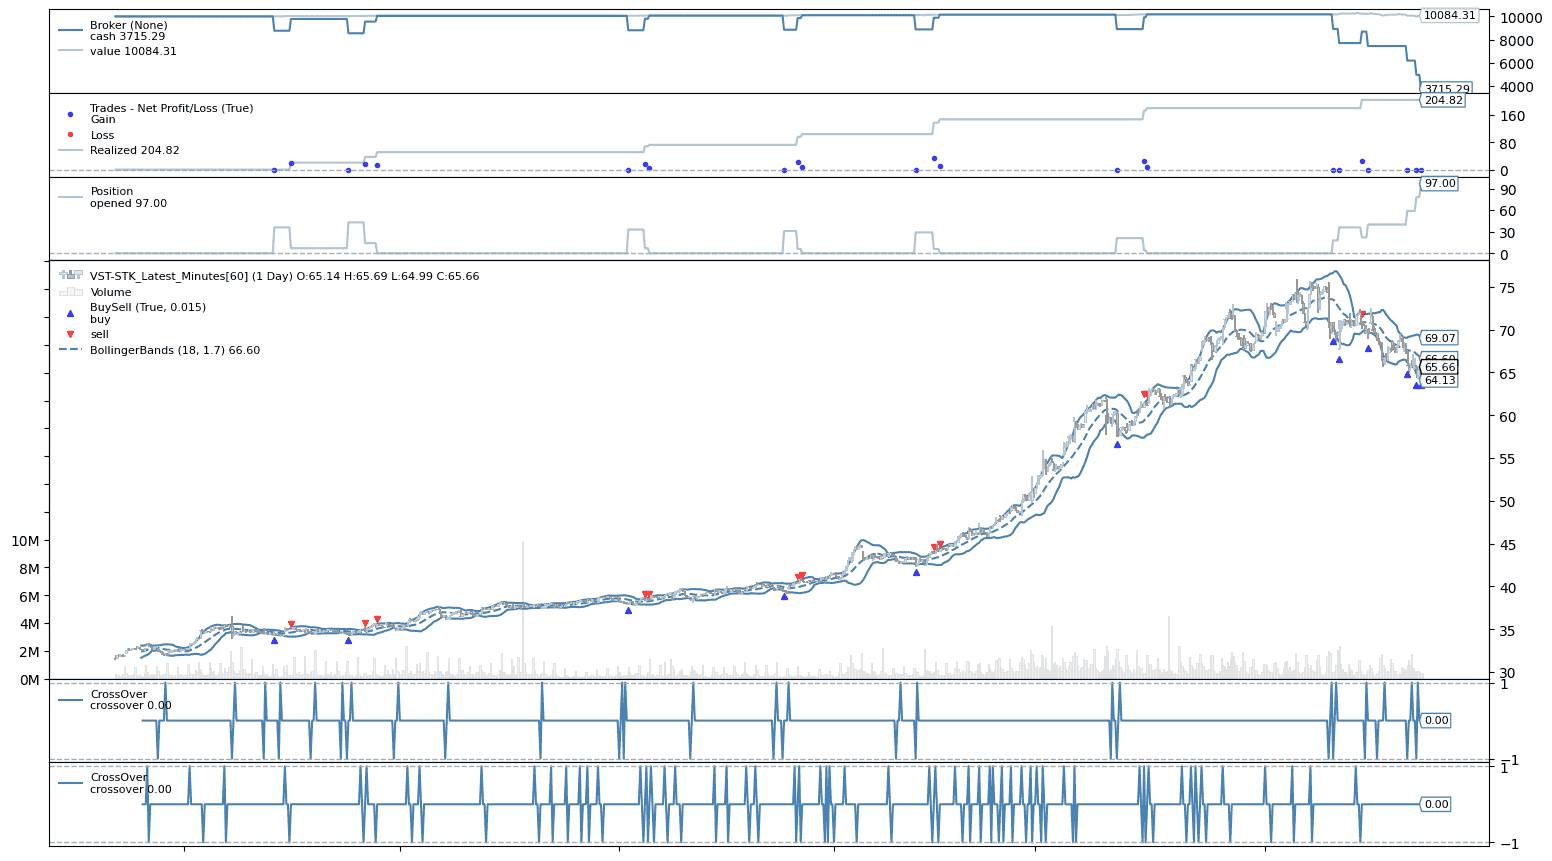 Broker (None)
cash 3715.29
value 10084.31
10084.31
10000
8000
6000
4000
3715.29
Trades - Net Profit/Loss (True)
Gain
Loss
Realized 204.82
204.82
160
80
0
Position
opened 97.00
97.00
90
60
30
0
VST-STK_Latest_Minutes[60] (1 Day) O:65.14 H:65.69 L:64.99 C:65.66
Volume
BuySell (True, 0.015)
buy
sell
BollingerBands (18, 1.7) 66.60
75
70
69.07
66.60
65.66
65
64.13
60
55
50
45
40
35
30
10M
8M
6M
4M
2M
0M
CrossOver
crossover 0.00
1
0.00
−1
CrossOver
crossover 0.00
1
0.00
−1